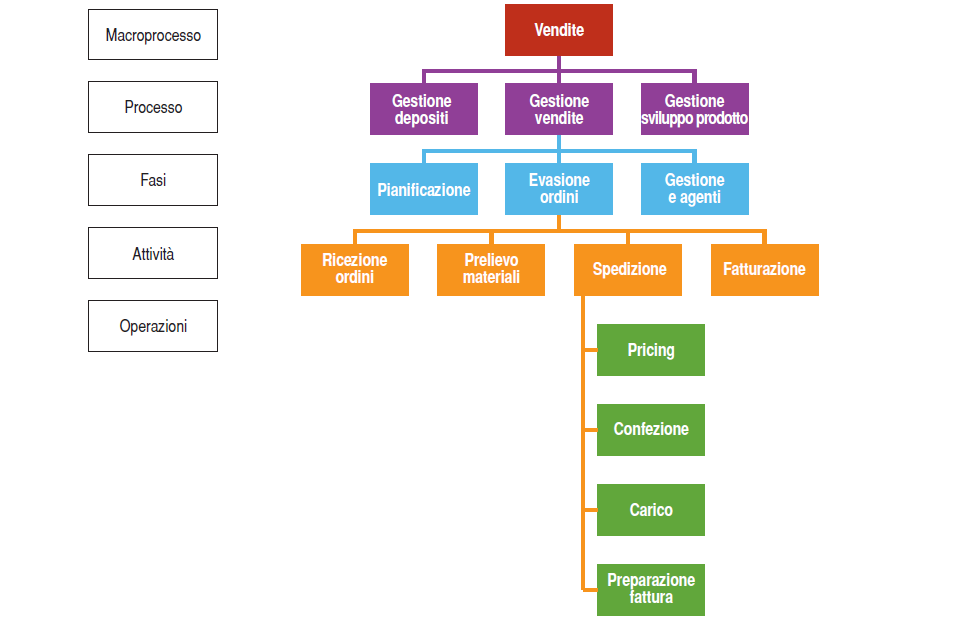 Macroprocesso
Vendite
Processo
Gestione
depositi
Gestione
vendite
Gestione
sviluppo prodotto
Fasi
Pianificazione
Evasione
ordini
Gestione
e agenti
Attività
Ricezione
ordini
Prelievo
materiali
Spedizione
Fatturazione
Operazioni
Pricing
Confezione
Carico
Preparazione
fattura